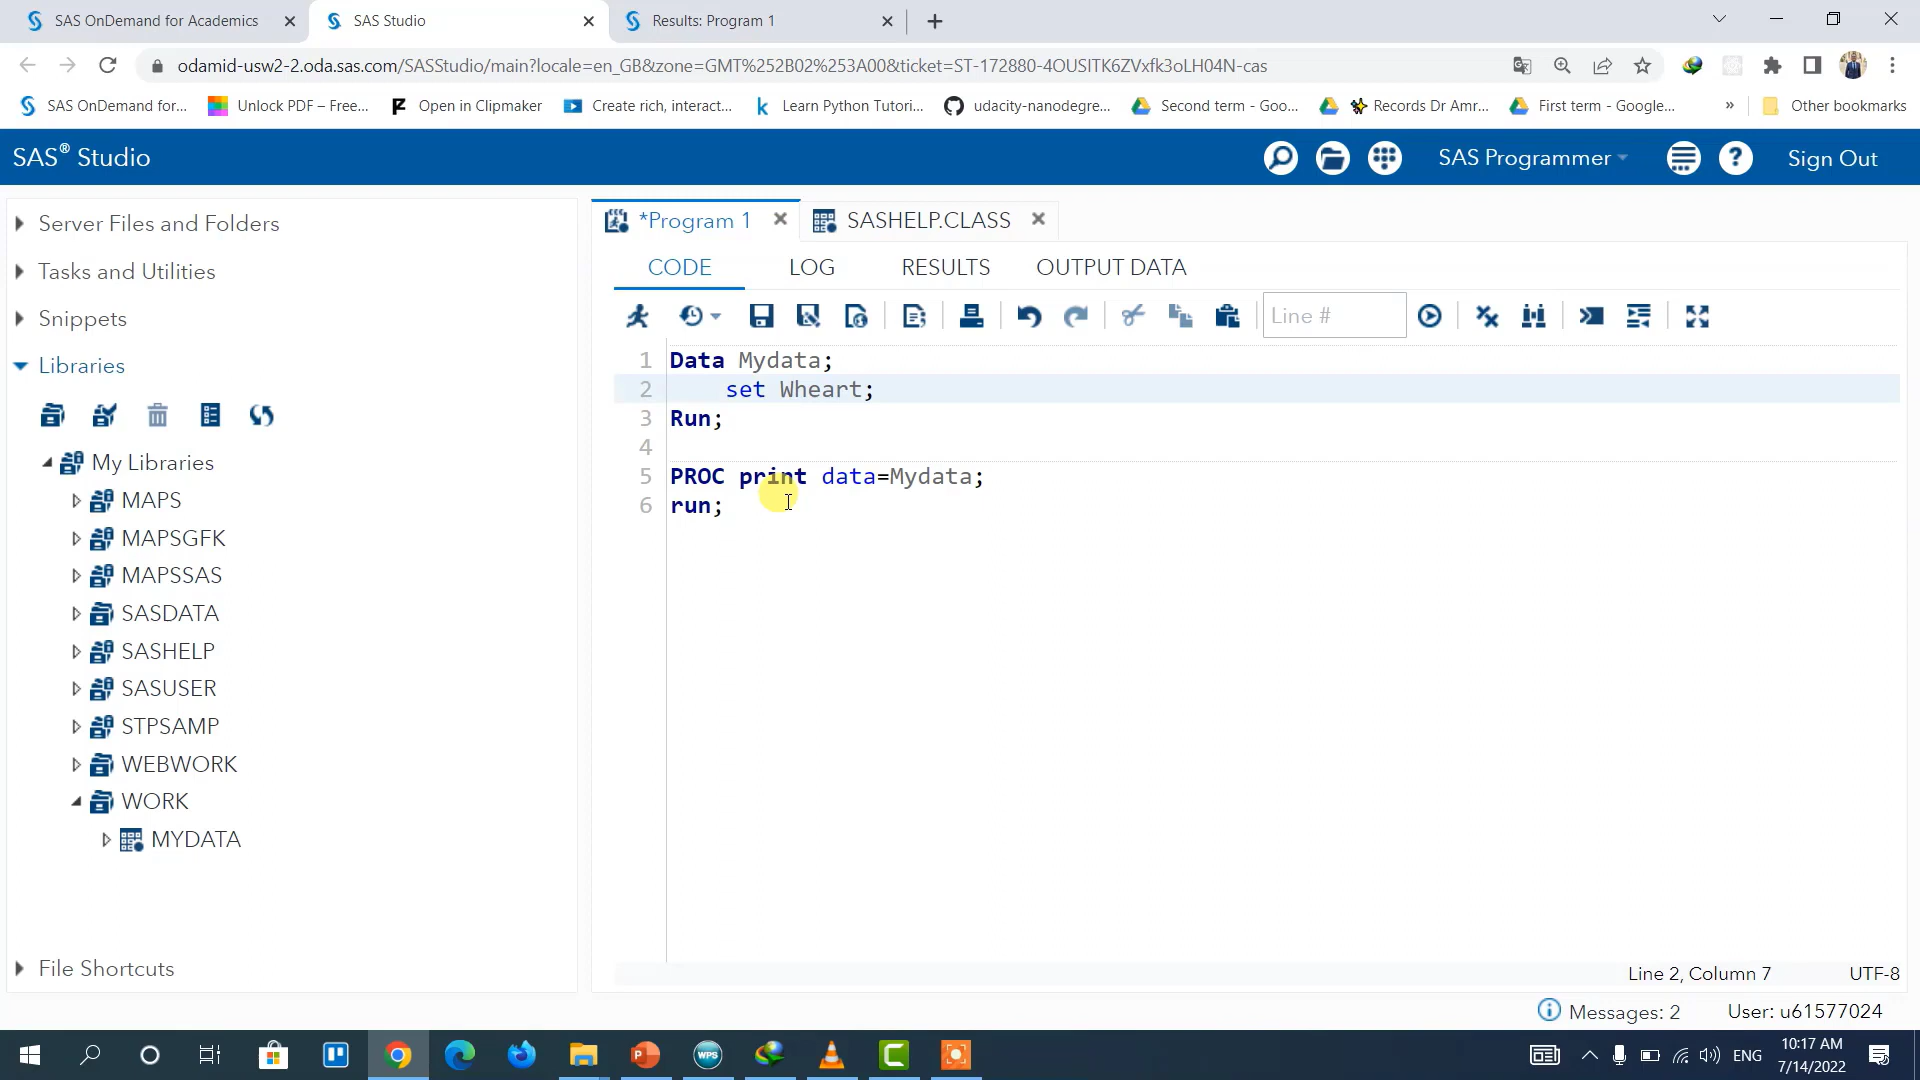 SAS OnDemand for Academics
SAS Studio
Results: Program 1
odamid-usw2-2.oda.sas.com/SASStudio/main?locale=en_GB&zone=GMT%252B02%253A00&ticket=ST-172880-4OUSITK6ZVxfk3oLH04N-cas
SAS OnDemand for...
Unlock PDF – Free...
Open in Clipmaker
Create rich, interact...
Learn Python Tutori...
udacity-nanodegre...
Second term - Goo...
Records Dr Amr...
First term - Google...
»
Other bookmarks
SAS® Studio
SAS Programmer
Sign Out
Server Files and Folders
Tasks and Utilities
Snippets
Libraries
My Libraries
MAPS
MAPSGFK
MAPSSAS
SASDATA
SASHELP
SASUSER
STPSAMP
WEBWORK
WORK
MYDATA
File Shortcuts
*Program 1
SASHELP.CLASS
CODE
LOG
RESULTS
OUTPUT DATA
Line #
1 Data Mydata;
2 set Wheart;
3 Run;
4
5 PROC print data=Mydata;
6 run;
Line 2, Column 7
UTF-8
Messages: 2
User: u61577024
WPS
ENG
10:17 AM
7/14/2022